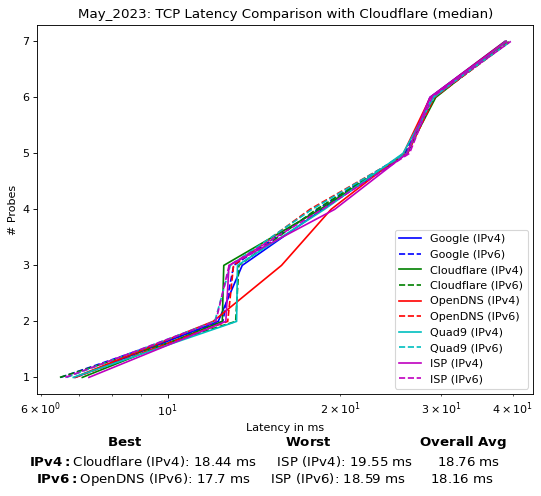 May_2023: TCP Latency Comparison with Cloudflare (median)
7
6
5
4
3
2
1
# Probes
6 × 10⁰
10¹
2 × 10¹
3 × 10¹
4 × 10¹
Latency in ms
Google (IPv4)
Google (IPv6)
Cloudflare (IPv4)
Cloudflare (IPv6)
OpenDNS (IPv4)
OpenDNS (IPv6)
Quad9 (IPv4)
Quad9 (IPv6)
ISP (IPv4)
ISP (IPv6)
Best Worst Overall Avg
IPv4: Cloudflare (IPv4): 18.44 ms ISP (IPv4): 19.55 ms 18.76 ms
IPv6: OpenDNS (IPv6): 17.7 ms ISP (IPv6): 18.59 ms 18.16 ms